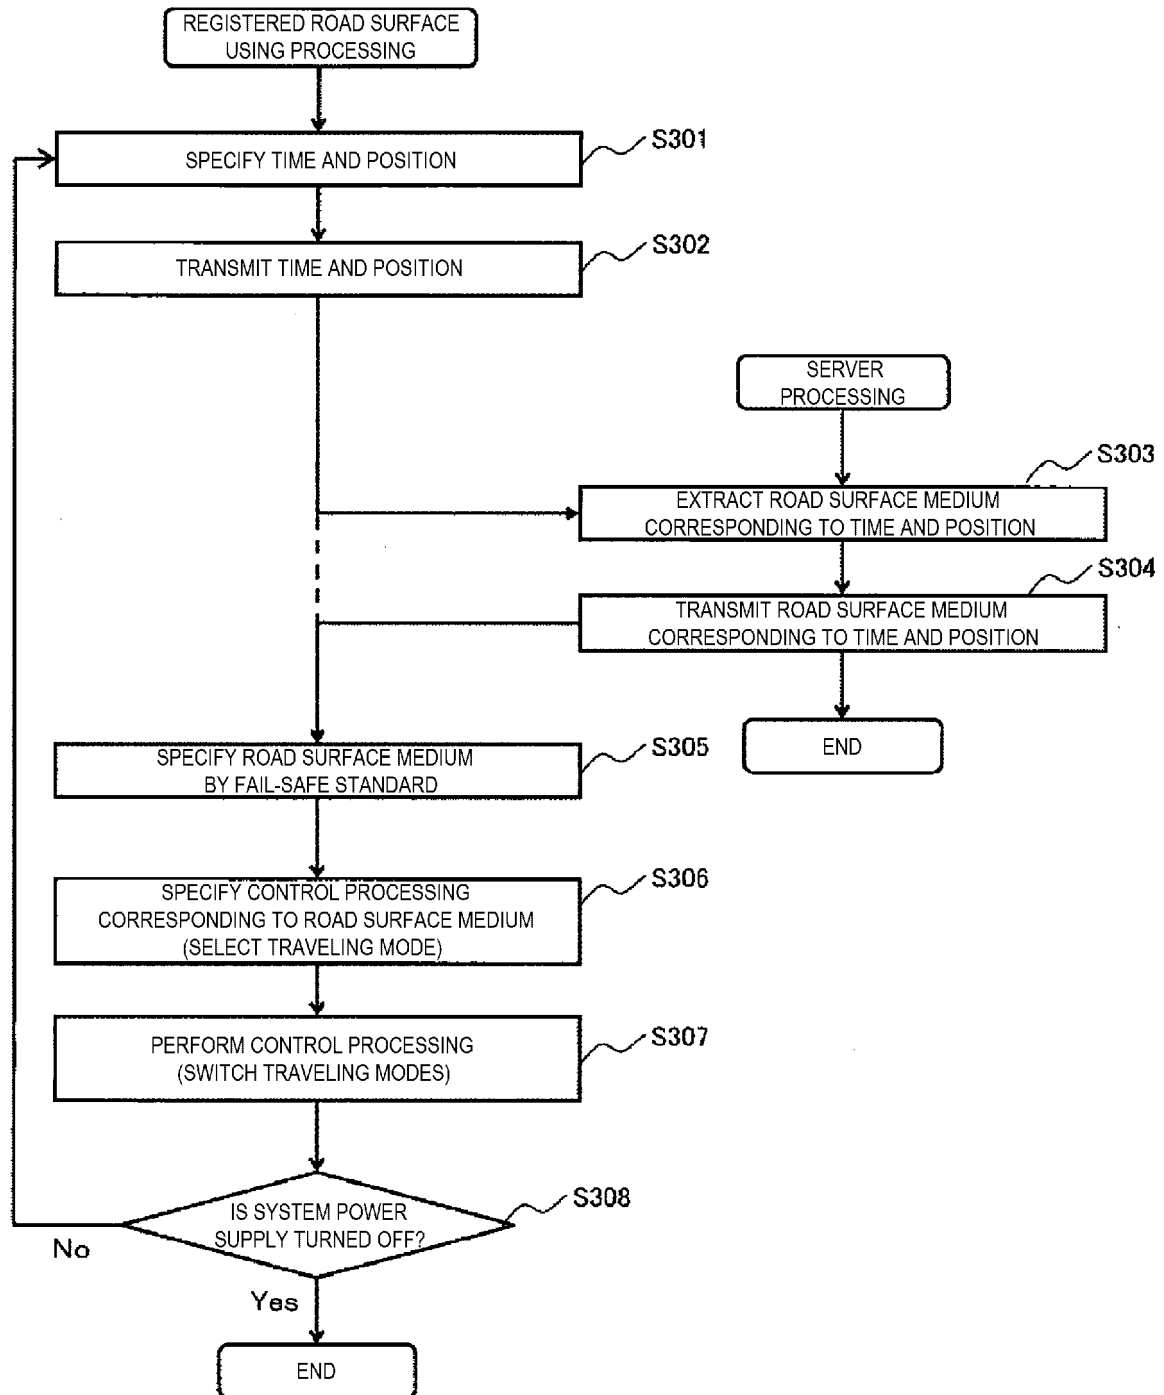 REGISTERED ROAD SURFACE
USING PROCESSING
S301
SPECIFY TIME AND POSITION
S302
TRANSMIT TIME AND POSITION
SERVER
PROCESSING
S303
EXTRACT ROAD SURFACE MEDIUM
CORRESPONDING TO TIME AND POSITION
S304
TRANSMIT ROAD SURFACE MEDIUM
CORRESPONDING TO TIME AND POSITION
END
S305
SPECIFY ROAD SURFACE MEDIUM
BY FAIL-SAFE STANDARD
S306
SPECIFY CONTROL PROCESSING
CORRESPONDING TO ROAD SURFACE MEDIUM
(SELECT TRAVELING MODE)
S307
PERFORM CONTROL PROCESSING
(SWITCH TRAVELING MODES)
S308
IS SYSTEM POWER
SUPPLY TURNED OFF?
No
Yes
END